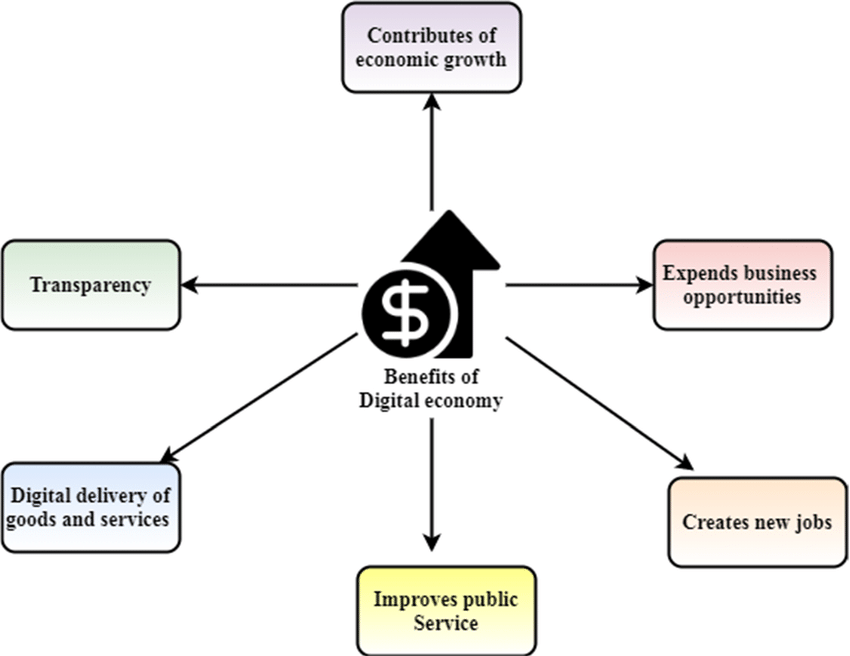 Contributes of
economic growth
Transparency
Expends business
opportunities
$
Benefits of
Digital economy
Digital delivery of
goods and services
Creates new jobs
Improves public
Service